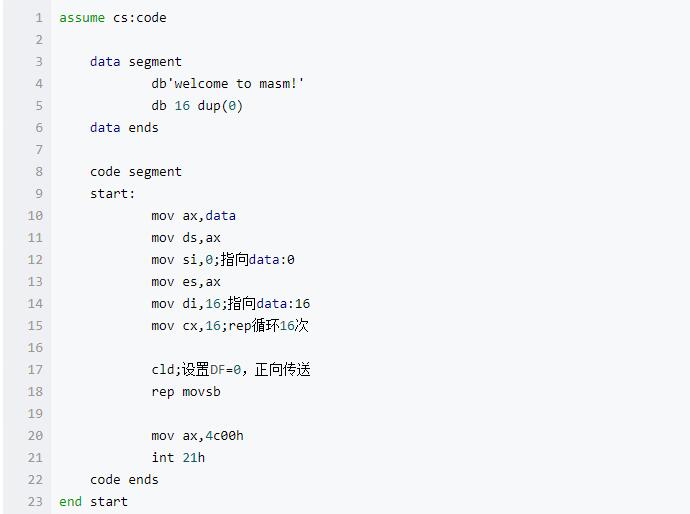 1 assume cs:code
2
3 data segment
4 db'welcome to masm!'
5 db 16 dup(0)
6 data ends
7
8 code segment
9 start:
10 mov ax,data
11 mov ds,ax
12 mov si,0;指向data:0
13 mov es,ax
14 mov di,16;指向data:16
15 mov cx,16;rep循环16次
16
17 cld;设置DF=0，正向传送
18 rep movsb
19
20 mov ax,4c00h
21 int 21h
22 code ends
23 end start